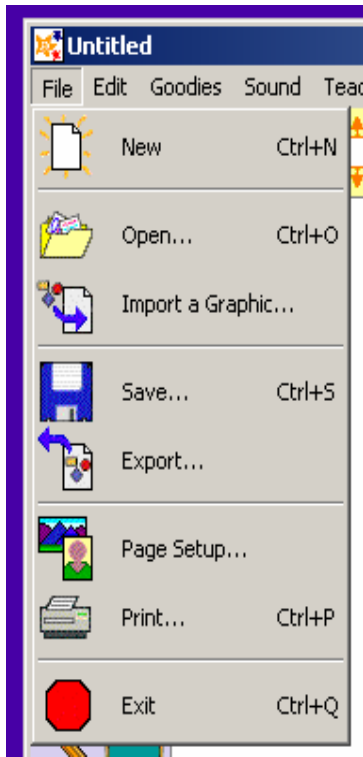 Untitled
File Edit Goodies Sound
New Ctrl+N
Open... Ctrl+O
Import a Graphic...
Save... Ctrl+S
Export...
Page Setup...
Print... Ctrl+P
Exit Ctrl+Q